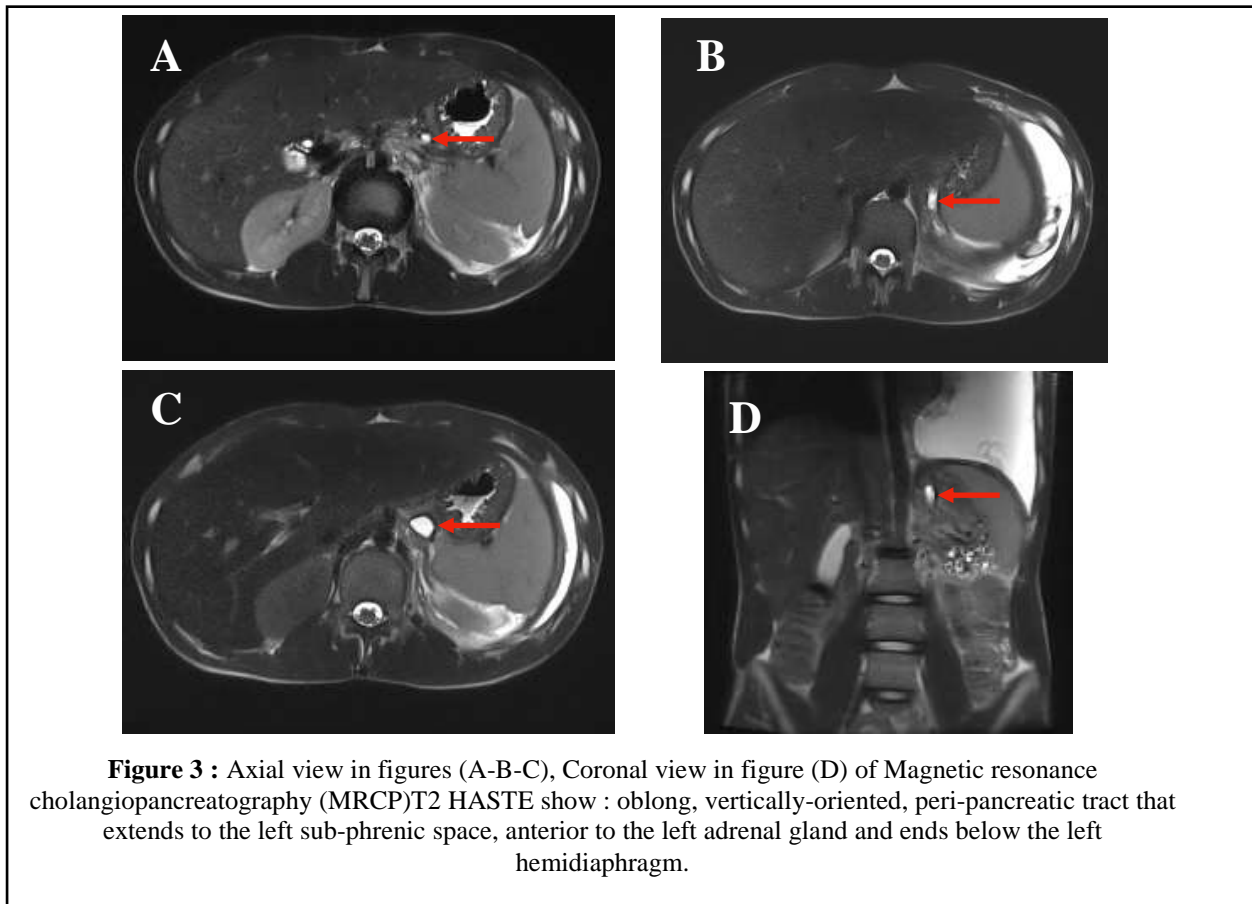 A
B
C
D
Figure 3 : Axial view in figures (A-B-C), Coronal view in figure (D) of Magnetic resonance
cholangiopancreatography (MRCP)T2 HASTE show : oblong, vertically-oriented, peri-pancreatic tract that
extends to the left sub-phrenic space, anterior to the left adrenal gland and ends below the left
hemidiaphragm.